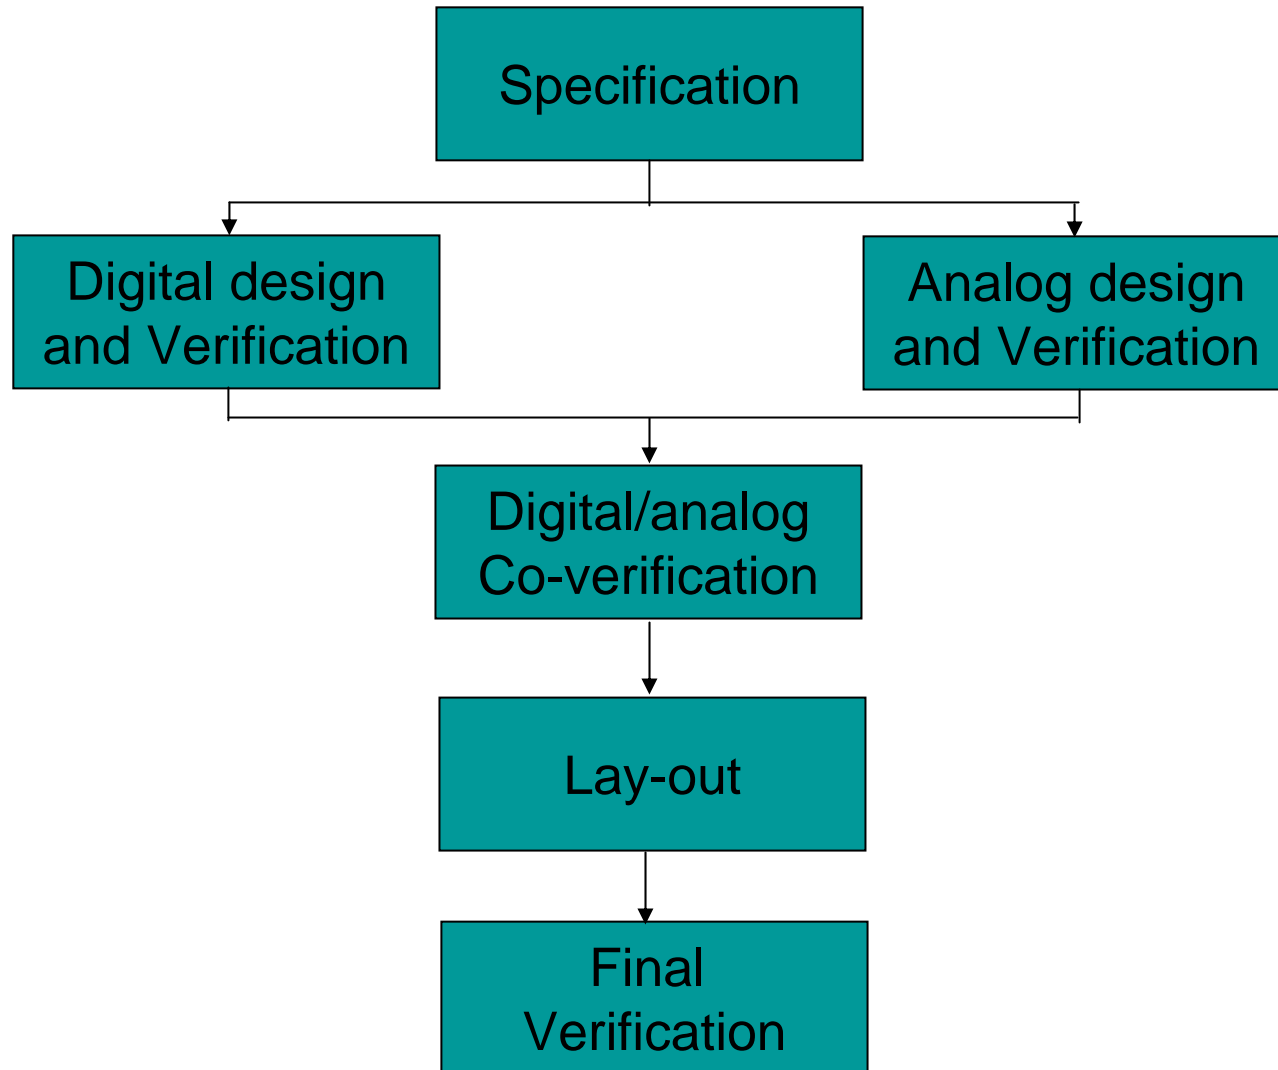 Specification
Digital design
and Verification
Analog design
and Verification
Digital/analog
Co-verification
Lay-out
Final
Verification